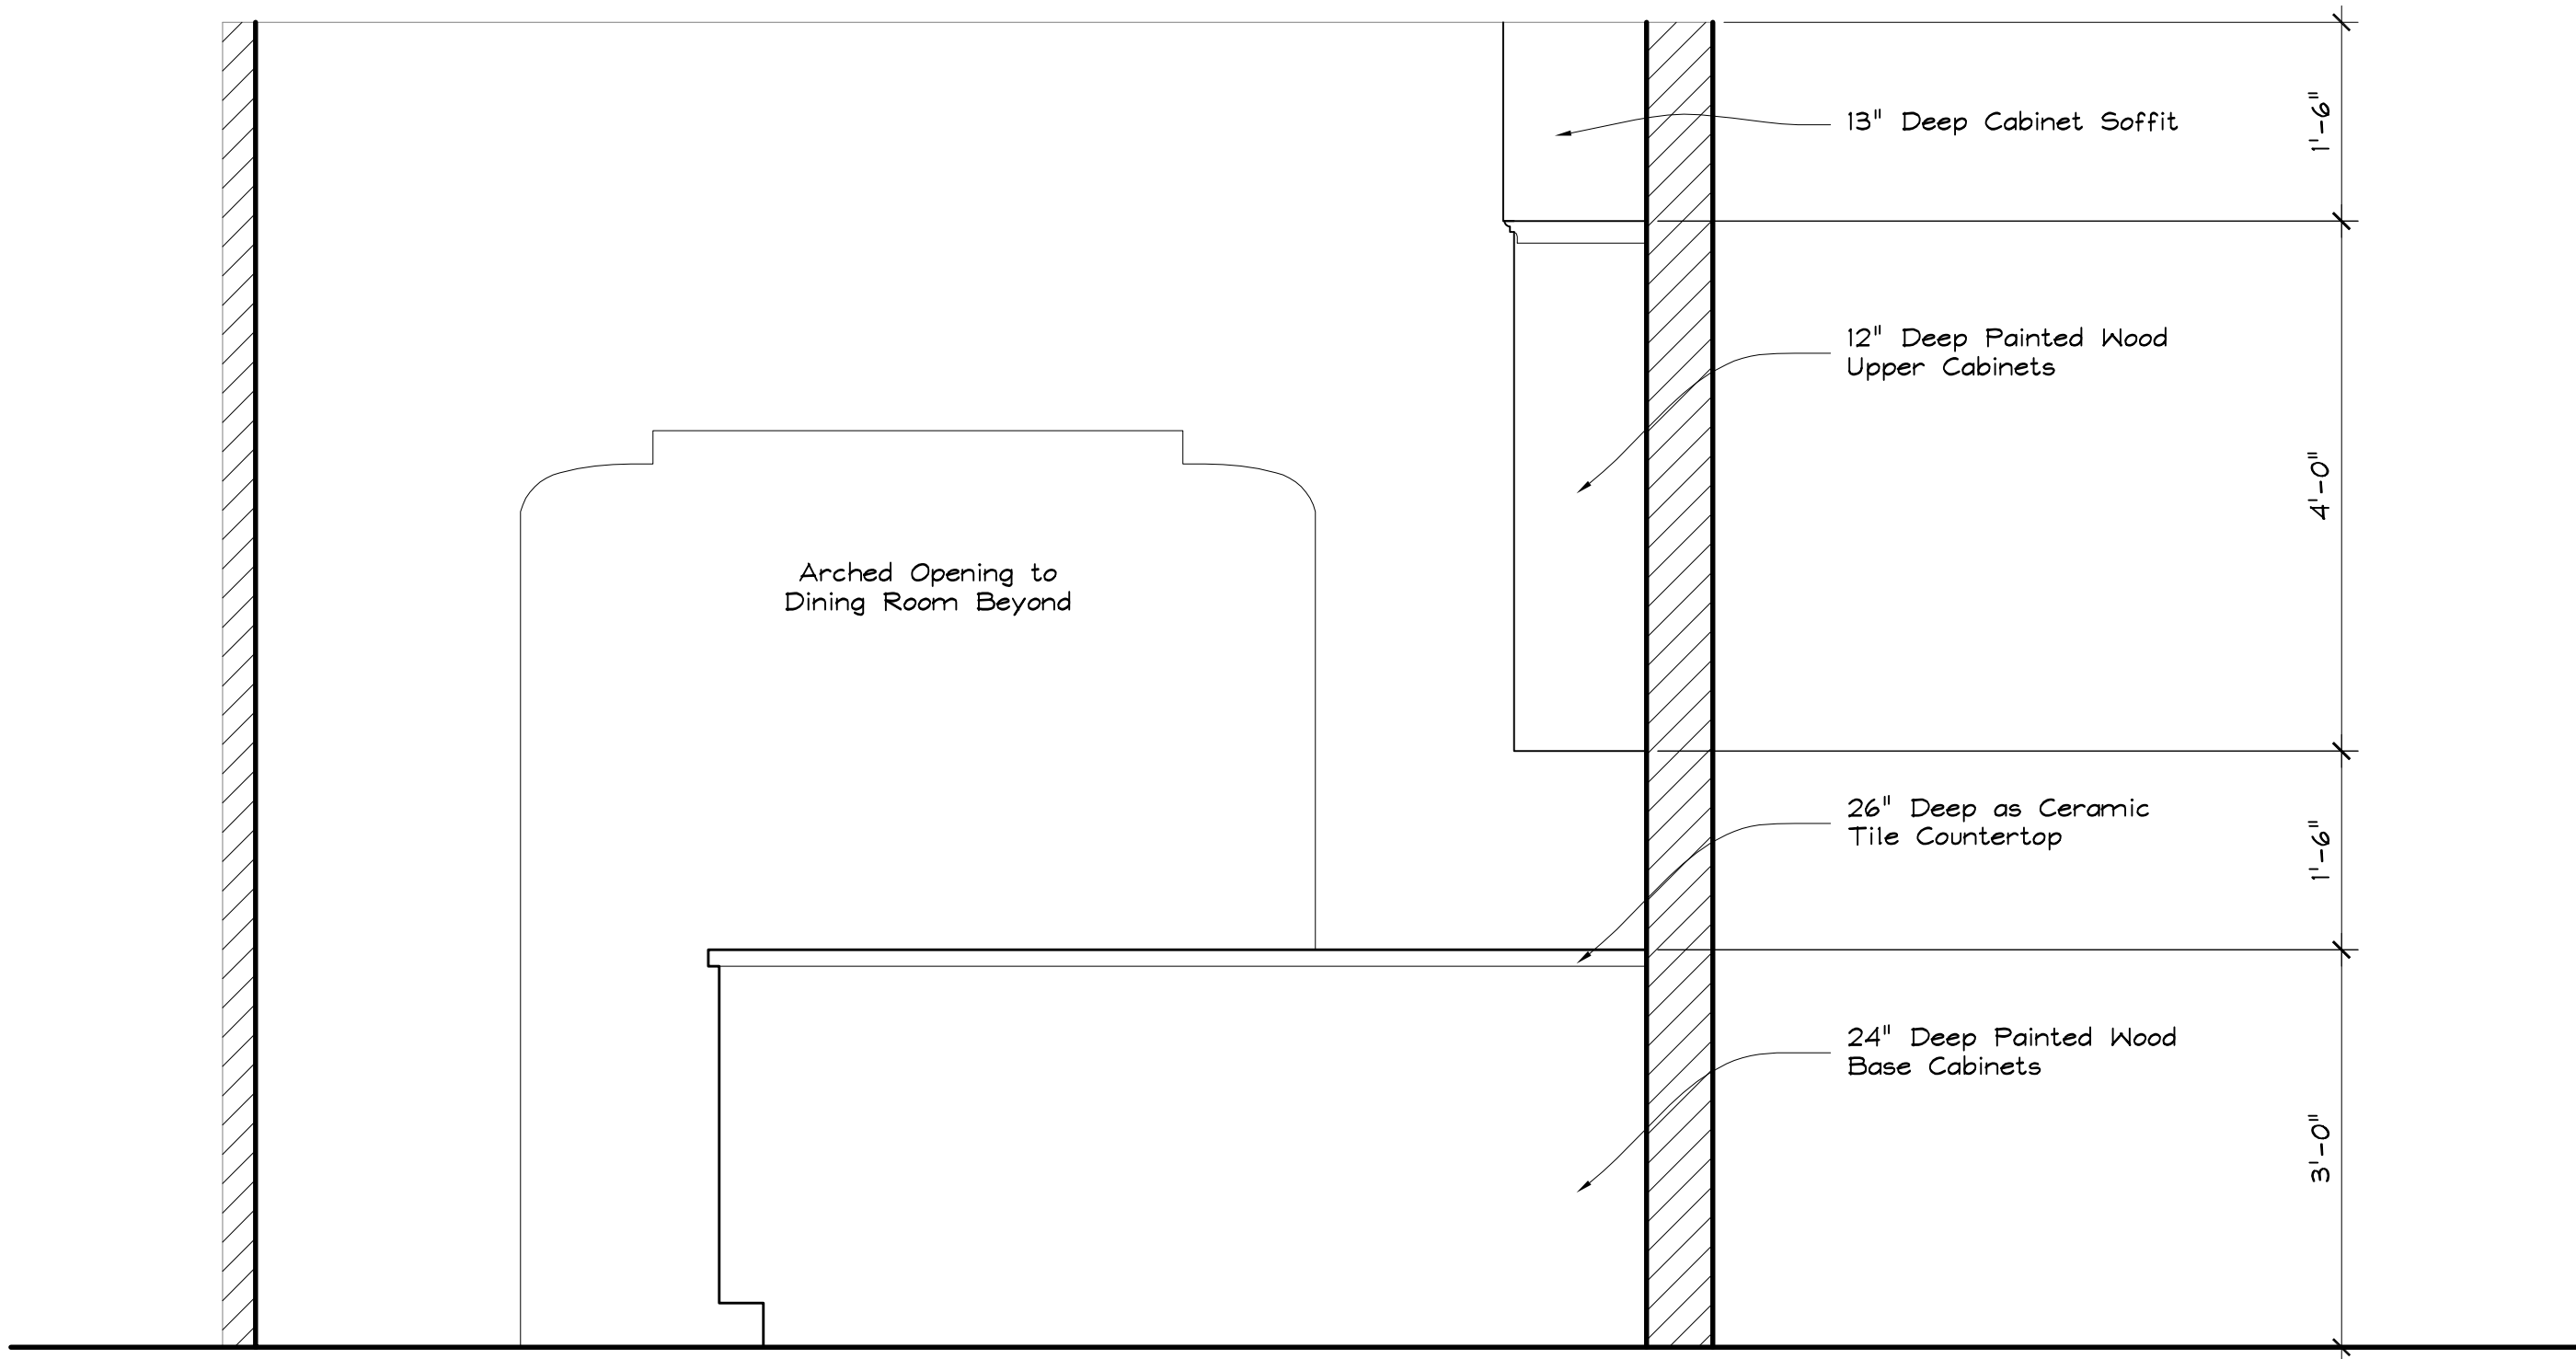 13" Deep Cabinet Soffit
1'-6"
12" Deep Painted Wood
Upper Cabinets
4'-0"
Arched Opening to
Dining Room Beyond
26" Deep as Ceramic
Tile Countertop
1'-6"
24" Deep Painted Wood
Base Cabinets
3'-0"